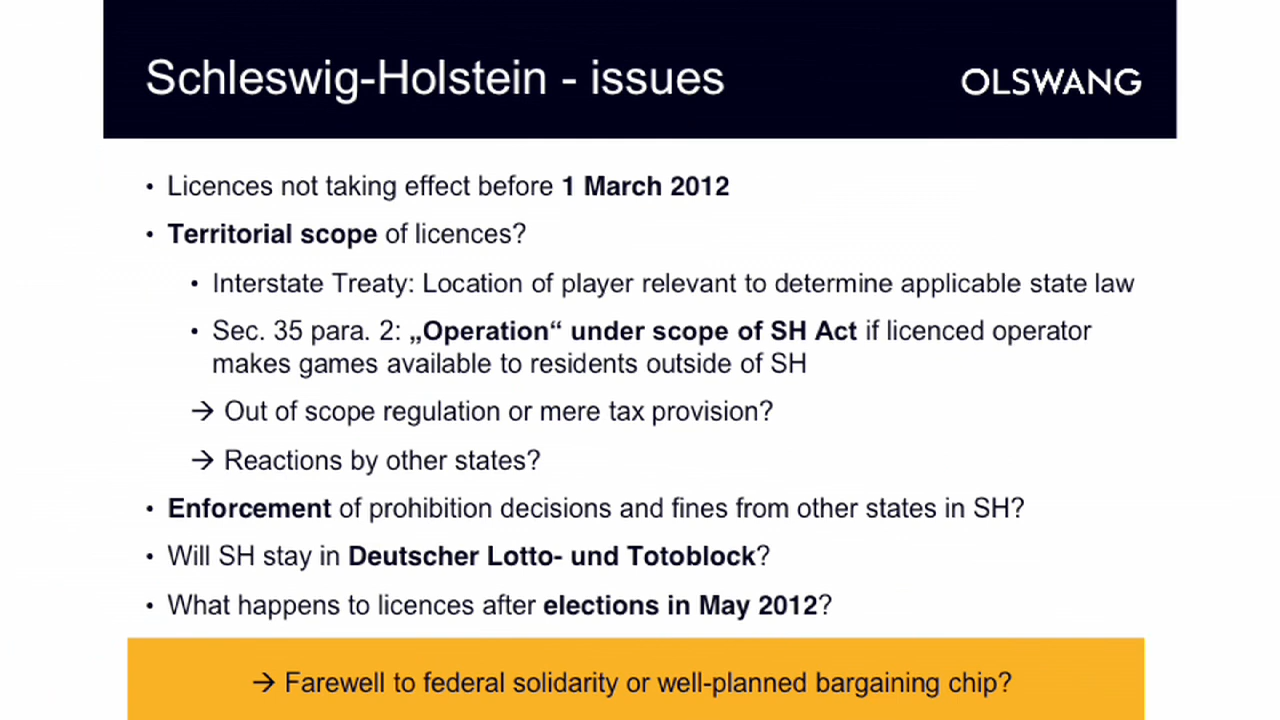 Schleswig-Holstein - issues
OLSWANG
• Licences not taking effect before 1 March 2012
• Territorial scope of licences?
• Interstate Treaty: Location of player relevant to determine applicable state law
• Sec. 35 para. 2: „Operation“ under scope of SH Act if licenced operator
makes games available to residents outside of SH
→ Out of scope regulation or mere tax provision?
→ Reactions by other states?
• Enforcement of prohibition decisions and fines from other states in SH?
• Will SH stay in Deutscher Lotto- und Totoblock?
• What happens to licences after elections in May 2012?
→ Farewell to federal solidarity or well-planned bargaining chip?